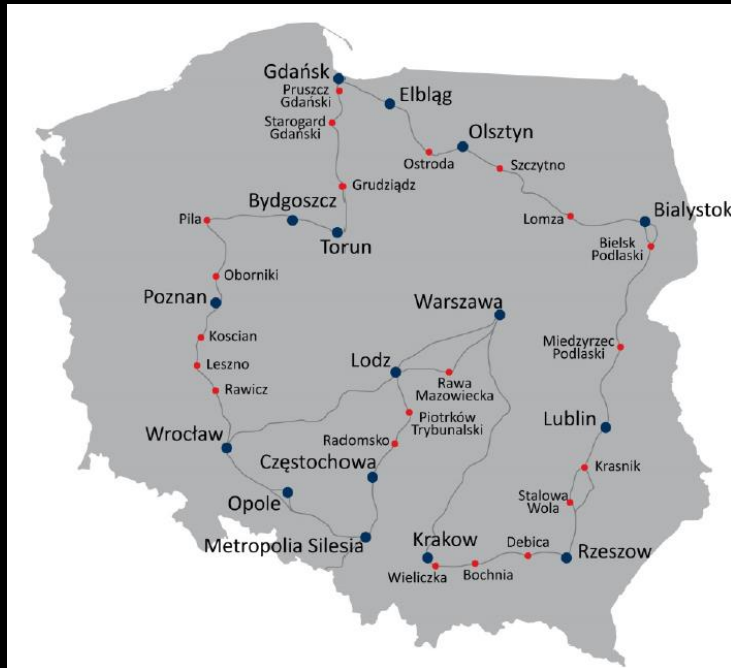 Gdańsk
Pruszcz
Gdański
Elbląg
Starogard
Gdański
Olsztyn
Ostroda
Szczytno
Grudziądz
Bydgoszcz
Pila
Lomza
Bialystok
Torun
Bielsk
Podlaski
Oborniki
Poznan
Warszawa
Koscian
Miedzyrzec
Podlaski
Leszno
Lodz
Rawa
Mazowiecka
Rawicz
Piotrków
Trybunalski
Lublin
Wrocław
Radomsko
Częstochowa
Krasnik
Opole
Stalowa
Wola
Metropolia Silesia
Krakow
Debica
Rzeszow
Wieliczka
Bochnia